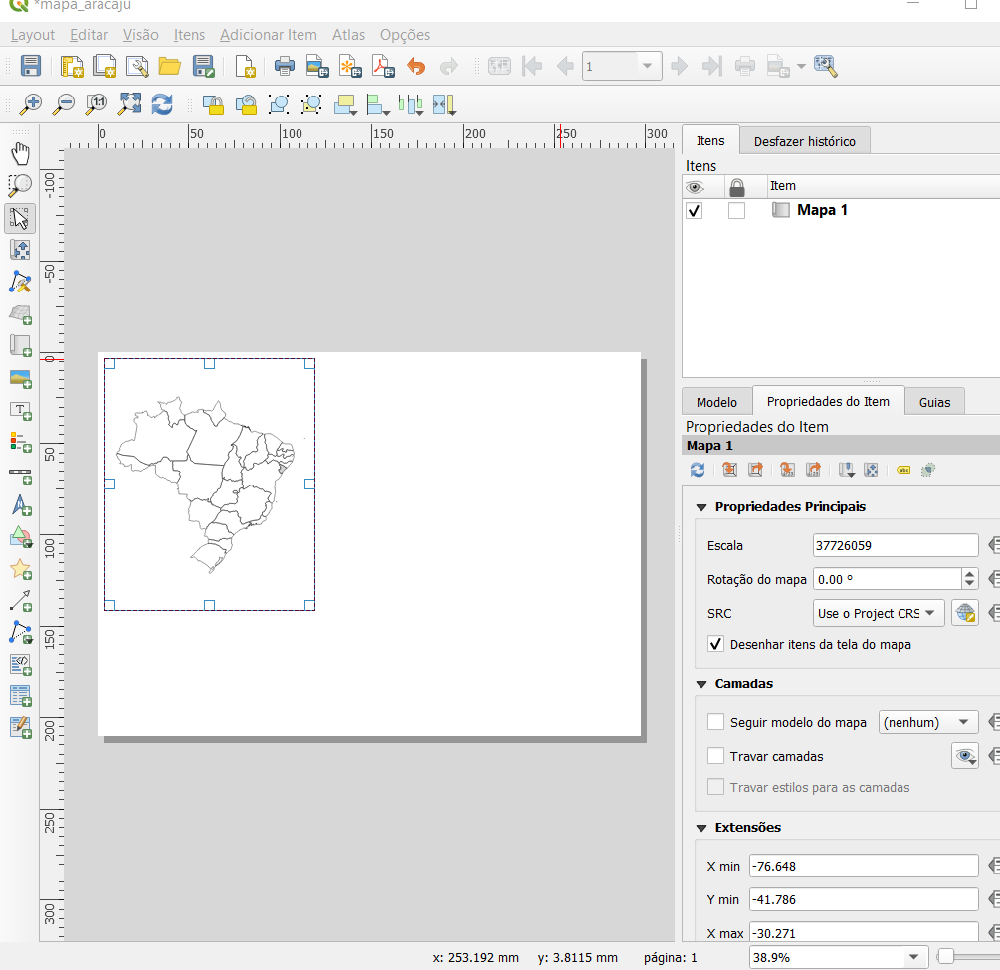 *mapa_aracaju
Layout Editar Visão Itens Adicionar Item Atlas Opções
1
1:1
0 50 100 150 200 250 300
-100
-50
0
50
100
150
200
250
300
Itens Desfazer histórico
Itens
Item
Mapa 1
Modelo Propriedades do Item Guias
Propriedades do Item
Mapa 1
abc
Propriedades Principais
Escala 37726059
Rotação do mapa 0.00 °
SRC Use o Project CRS
Desenhar itens da tela do mapa
Camadas
Seguir modelo do mapa (nenhum)
Travar camadas
Travar estilos para as camadas
Extensões
X min -76.648
Y min -41.786
X max -30.271
x: 253.192 mm y: 3.8115 mm página: 1 38.9%